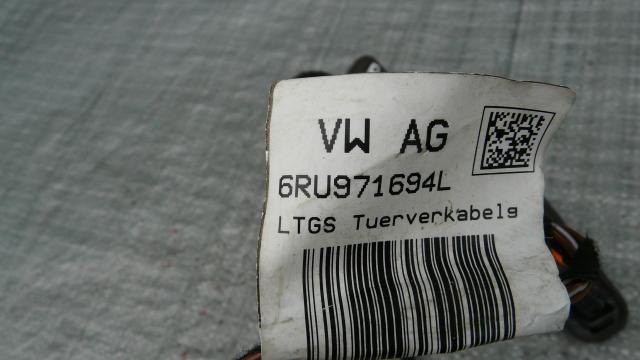 VW AG
6RU971694L
LTGS Tuerverkabelg